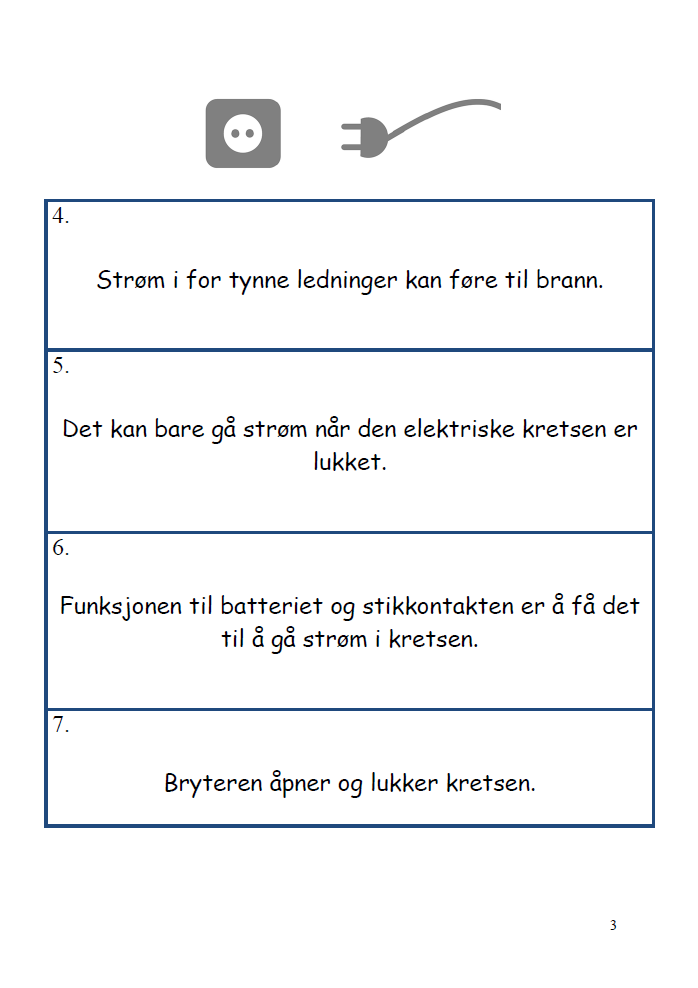 4.
Strøm i for tynne ledninger kan føre til brann.
5.
Det kan bare gå strøm når den elektriske kretsen er
lukket.
6.
Funksjonen til batteriet og stikkontakten er å få det
til å gå strøm i kretsen.
7.
Bryteren åpner og lukker kretsen.
3